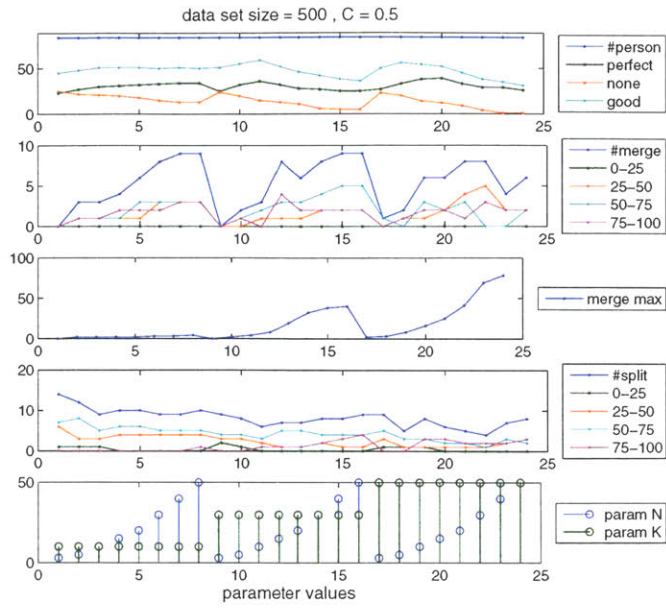 data set size = 500 , C = 0.5
50
0
0 5 10 15 20 25
#person
perfect
none
good
10
5
0
0 5 10 15 20 25
#merge
0-25
25-50
50-75
75-100
100
50
0
0 5 10 15 20 25
merge max
20
10
0
0 5 10 15 20 25
#split
0-25
25-50
50-75
75-100
50
0
0 5 10 15 20 25
param N
param K
parameter values